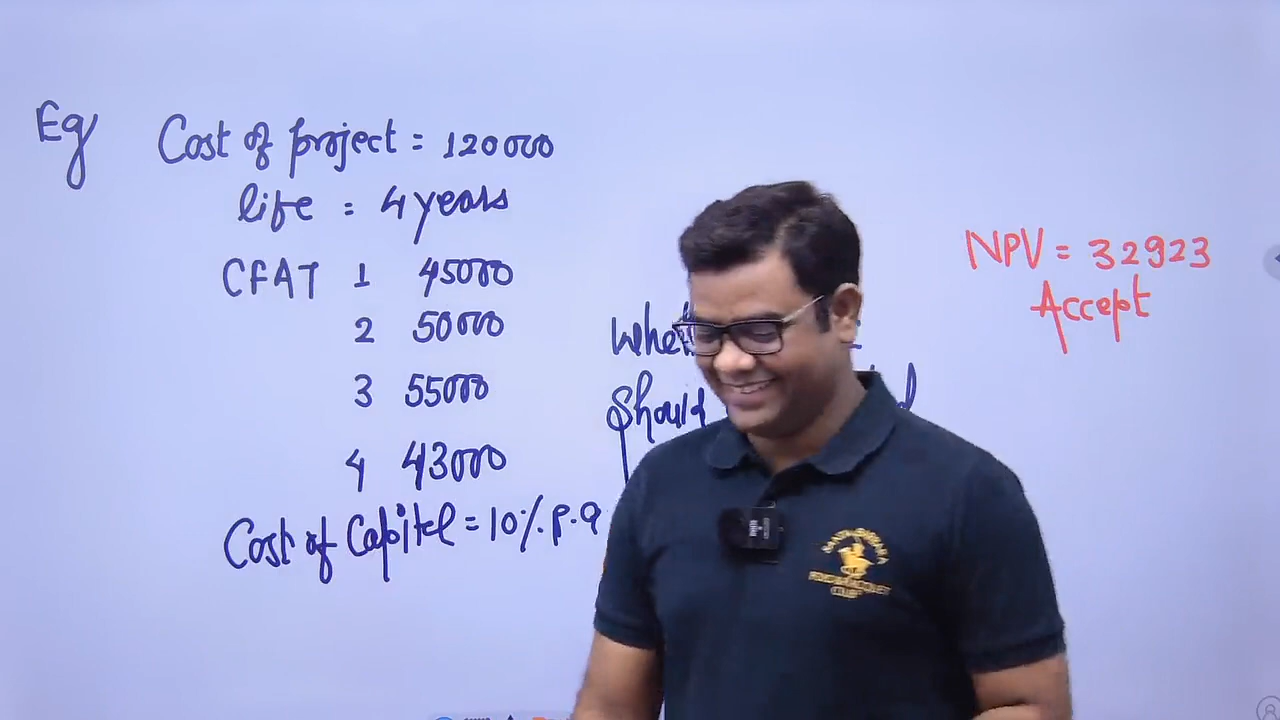 Eg
Cost of project = 120000
life = 4 years
CFAT 1 45000
2 50000
3 55000
4 43000
Cost of Capital = 10% p.a
should
NPV = 32923
Accept